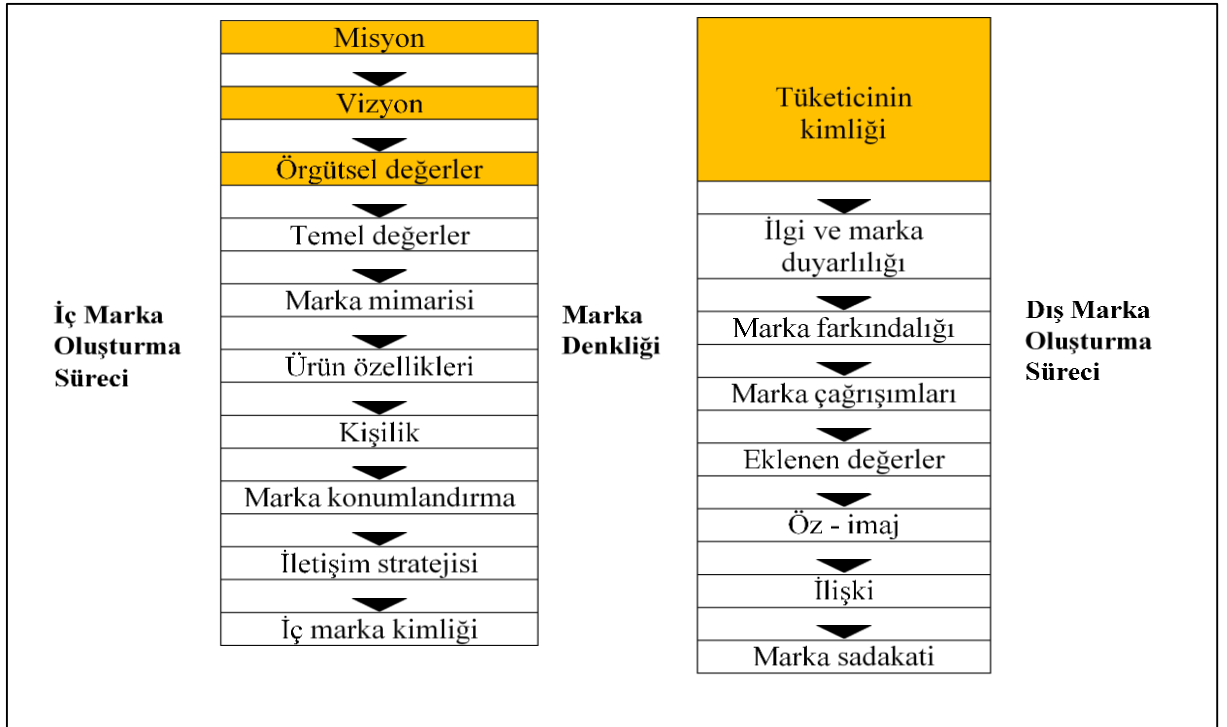 Misyon
Vizyon
Örgütsel değerler
Temel değerler
Marka mimarisi
Ürün özellikleri
Kişilik
Marka konumlandırma
İletişim stratejisi
İç marka kimliği
İç Marka
Oluşturma
Süreci
Marka
Denkliği
Tüketicinin
kimliği
İlgi ve marka
duyarlılığı
Marka farkındalığı
Marka çağrışımları
Eklenen değerler
Öz - imaj
İlişki
Marka sadakati
Dış Marka
Oluşturma
Süreci